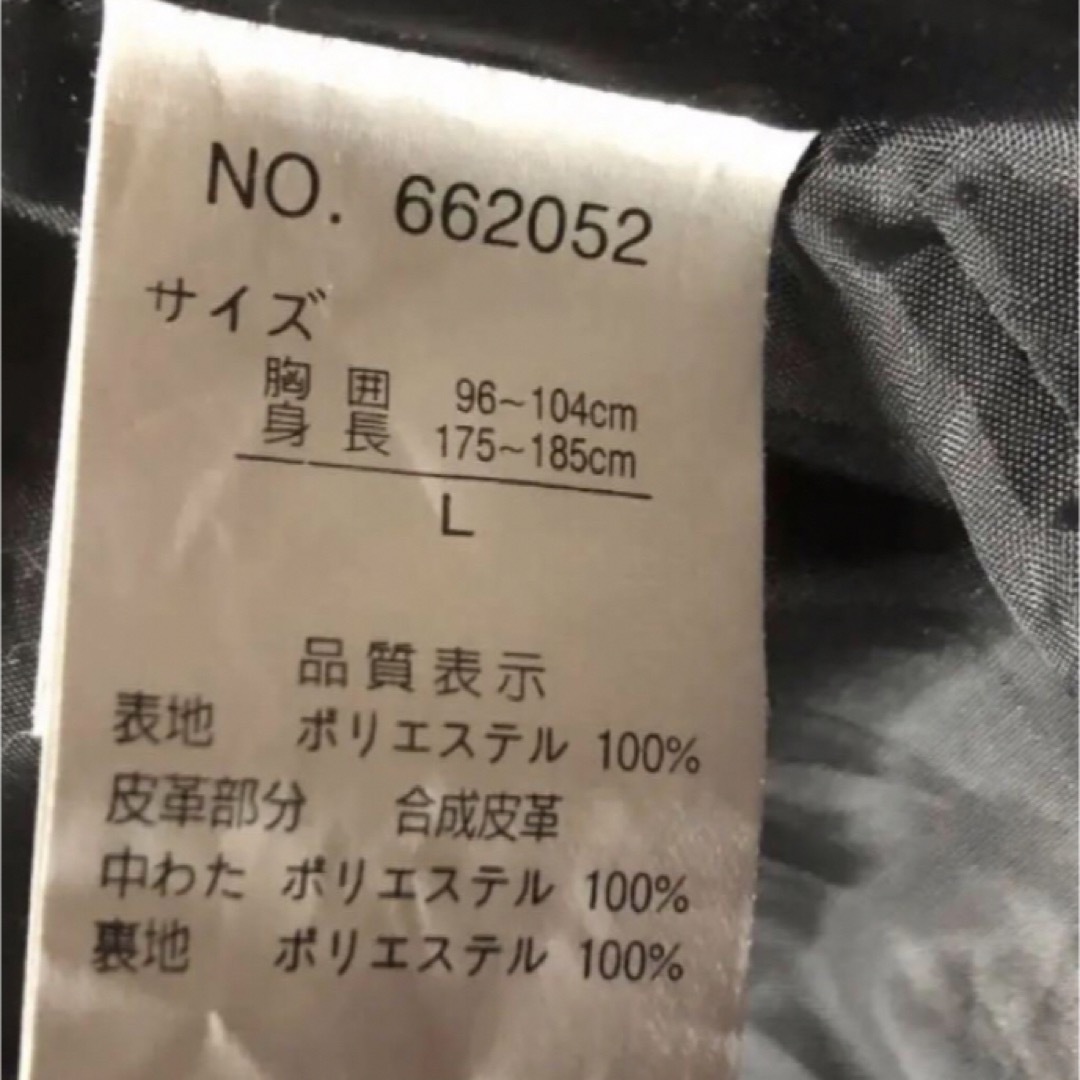 NO. 662052
サイズ
胸囲 96~104cm
身長 175~185cm
L
品質表示
表地 ポリエステル 100%
皮革部分 合成皮革
中わた ポリエステル 100%
裏地 ポリエステル 100%